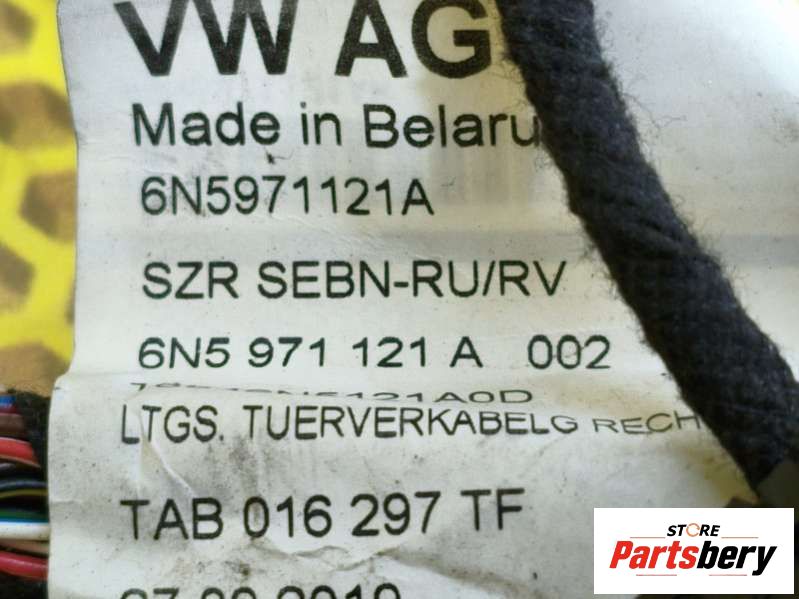 VW AG
Made in Belaru
6N5971121A
SZR SEBN-RU/RV
6N5 971 121 A 002
LTGS. TUERVERKABELG RECH
TAB 016 297 TF
STORE
Partsbery